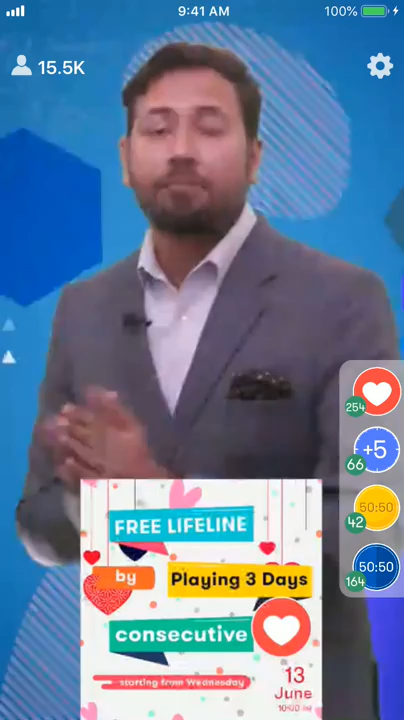 9:41 AM
100%
15.5K
254
+5
66
50:50
42
50:50
164
FREE LIFELINE
by
Playing 3 Days
consecutive
starting from Wednesday
13
June